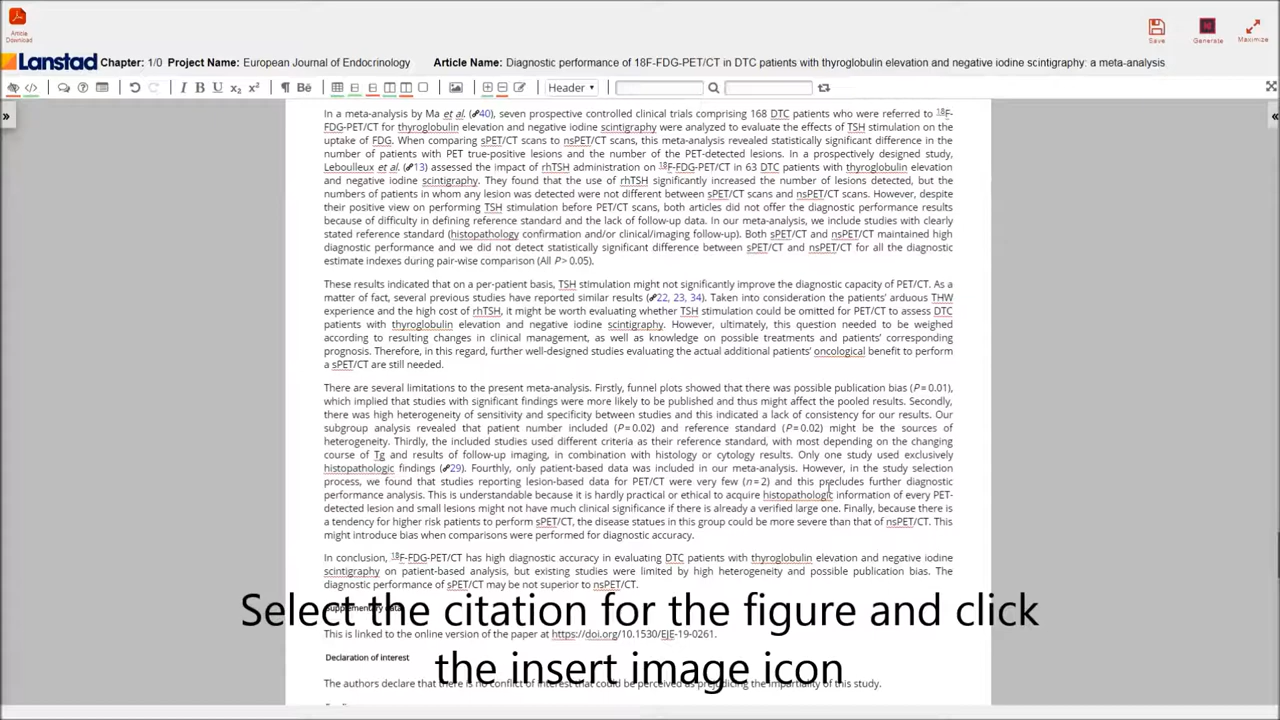 Article
Download
Save
Generate
Maximize
Lanstad Chapter: 1/0 Project Name: European Journal of Endocrinology Article Name: Diagnostic performance of 18F-FDG-PET/CT in DTC patients with thyroglobulin elevation and negative iodine scintigraphy: a meta-analysis
I B U x₂ x² ¶ Bē Header
» «
In a meta-analysis by Ma et al. (40), seven prospective controlled clinical trials comprising 168 DTC patients who were referred to 18F-
FDG-PET/CT for thyroglobulin elevation and negative iodine scintigraphy were analyzed to evaluate the effects of TSH stimulation on the
uptake of FDG. When comparing sPET/CT scans to nsPET/CT scans, this meta-analysis revealed statistically significant difference in the
number of patients with PET true-positive lesions and the number of the PET-detected lesions. In a prospectively designed study,
Leboulleux et al. (13) assessed the impact of rhTSH administration on 18F-FDG-PET/CT in 63 DTC patients with thyroglobulin elevation
and negative iodine scintigraphy. They found that the use of rhTSH significantly increased the number of lesions detected, but the
numbers of patients in whom any lesion was detected were not different between sPET/CT scans and nsPET/CT scans. However, despite
their positive view on performing TSH stimulation before PET/CT scans, both articles did not offer the diagnostic performance results
because of difficulty in defining reference standard and the lack of follow-up data. In our meta-analysis, we include studies with clearly
stated reference standard (histopathology confirmation and/or clinical/imaging follow-up). Both sPET/CT and nsPET/CT maintained high
diagnostic performance and we did not detect statistically significant difference between sPET/CT and nsPET/CT for all the diagnostic
estimate indexes during pair-wise comparison (All P > 0.05).
These results indicated that on a per-patient basis, TSH stimulation might not significantly improve the diagnostic capacity of PET/CT. As a
matter of fact, several previous studies have reported similar results (22, 23, 34). Taken into consideration the patients' arduous THW
experience and the high cost of rhTSH, it might be worth evaluating whether TSH stimulation could be omitted for PET/CT to assess DTC
patients with thyroglobulin elevation and negative iodine scintigraphy. However, ultimately, this question needed to be weighed
according to resulting changes in clinical management, as well as knowledge on possible treatments and patients' corresponding
prognosis. Therefore, in this regard, further well-designed studies evaluating the actual additional patients' oncological benefit to perform
a sPET/CT are still needed.
There are several limitations to the present meta-analysis. Firstly, funnel plots showed that there was possible publication bias (P = 0.01),
which implied that studies with significant findings were more likely to be published and thus might affect the pooled results. Secondly,
there was high heterogeneity of sensitivity and specificity between studies and this indicated a lack of consistency for our results. Our
subgroup analysis revealed that patient number included (P = 0.02) and reference standard (P = 0.02) might be the sources of
heterogeneity. Thirdly, the included studies used different criteria as their reference standard, with most depending on the changing
course of Tg and results of follow-up imaging, in combination with histology or cytology results. Only one study used exclusively
histopathologic findings (29). Fourthly, only patient-based data was included in our meta-analysis. However, in the study selection
process, we found that studies reporting lesion-based data for PET/CT were very few (n = 2) and this precludes further diagnostic
performance analysis. This is understandable because it is hardly practical or ethical to acquire histopathologic information of every PET-
detected lesion and small lesions might not have much clinical significance if there is already a verified large one. Finally, because there is
a tendency for higher risk patients to perform sPET/CT, the disease statues in this group could be more severe than that of nsPET/CT. This
might introduce bias when comparisons were performed for diagnostic accuracy.
In conclusion, 18F-FDG-PET/CT has high diagnostic accuracy in evaluating DTC patients with thyroglobulin elevation and negative iodine
scintigraphy on patient-based analysis, but existing studies were limited by high heterogeneity and possible publication bias. The
diagnostic performance of sPET/CT may not be superior to nsPET/CT.
Supplementary data
Select the citation for the figure and click
This is linked to the online version of the paper at https://doi.org/10.1530/EJE-19-0261.
Declaration of interest
the insert image icon
The authors declare that there is no conflict of interest that could be perceived as prejudicing the impartiality of this study.